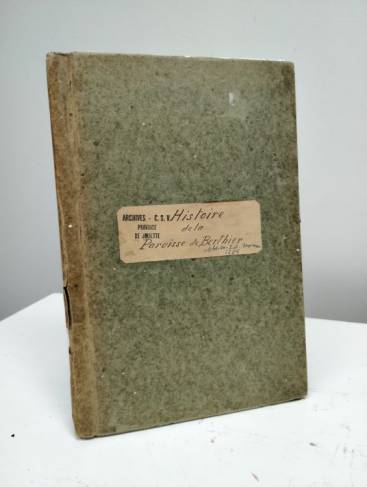 ARCHIVES - C. S. V. Histoire
PROVINCE de la
DE JOLIETTE
Paroisse de Berthier